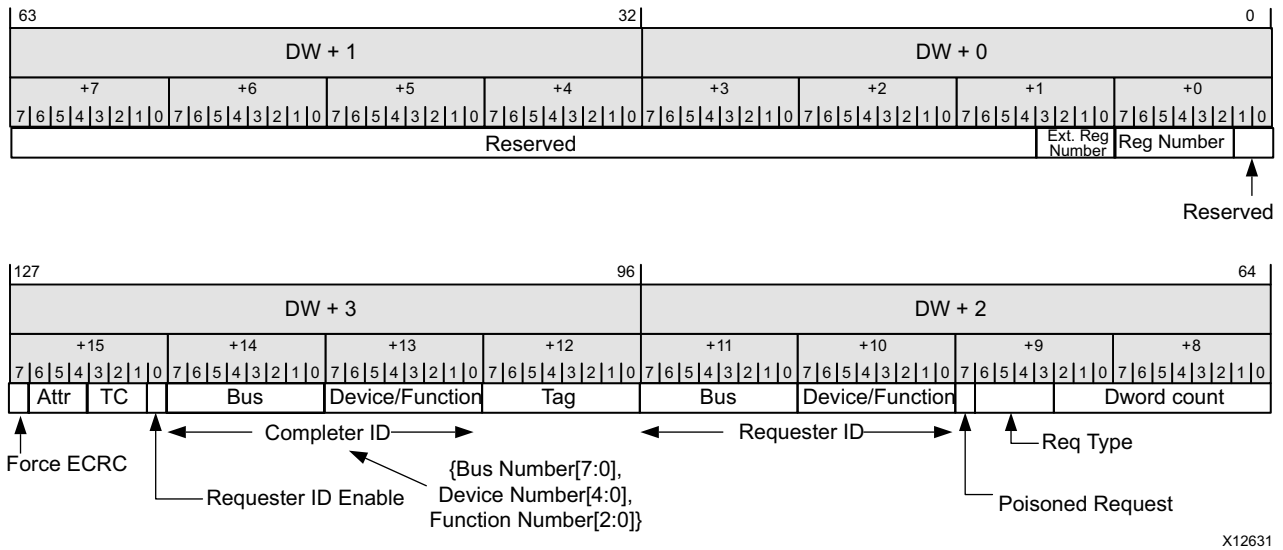 63 32 0
DW + 1 DW + 0
+7 +6 +5 +4 +3 +2 +1 +0
7 6 5 4 3 2 1 0 7 6 5 4 3 2 1 0 7 6 5 4 3 2 1 0 7 6 5 4 3 2 1 0 7 6 5 4 3 2 1 0 7 6 5 4 3 2 1 0 7 6 5 4 3 2 1 0 7 6 5 4 3 2 1 0
Reserved Ext. Reg Number Reg Number
Reserved
127 96 64
DW + 3 DW + 2
+15 +14 +13 +12 +11 +10 +9 +8
7 6 5 4 3 2 1 0 7 6 5 4 3 2 1 0 7 6 5 4 3 2 1 0 7 6 5 4 3 2 1 0 7 6 5 4 3 2 1 0 7 6 5 4 3 2 1 0 7 6 5 4 3 2 1 0 7 6 5 4 3 2 1 0
Attr TC Bus Device/Function Tag Bus Device/Function Dword count
Completer ID Requester ID
Req Type
Force ECRC
{Bus Number[7:0],
Requester ID Enable Device Number[4:0],
Poisoned Request
Function Number[2:0]}
X12631